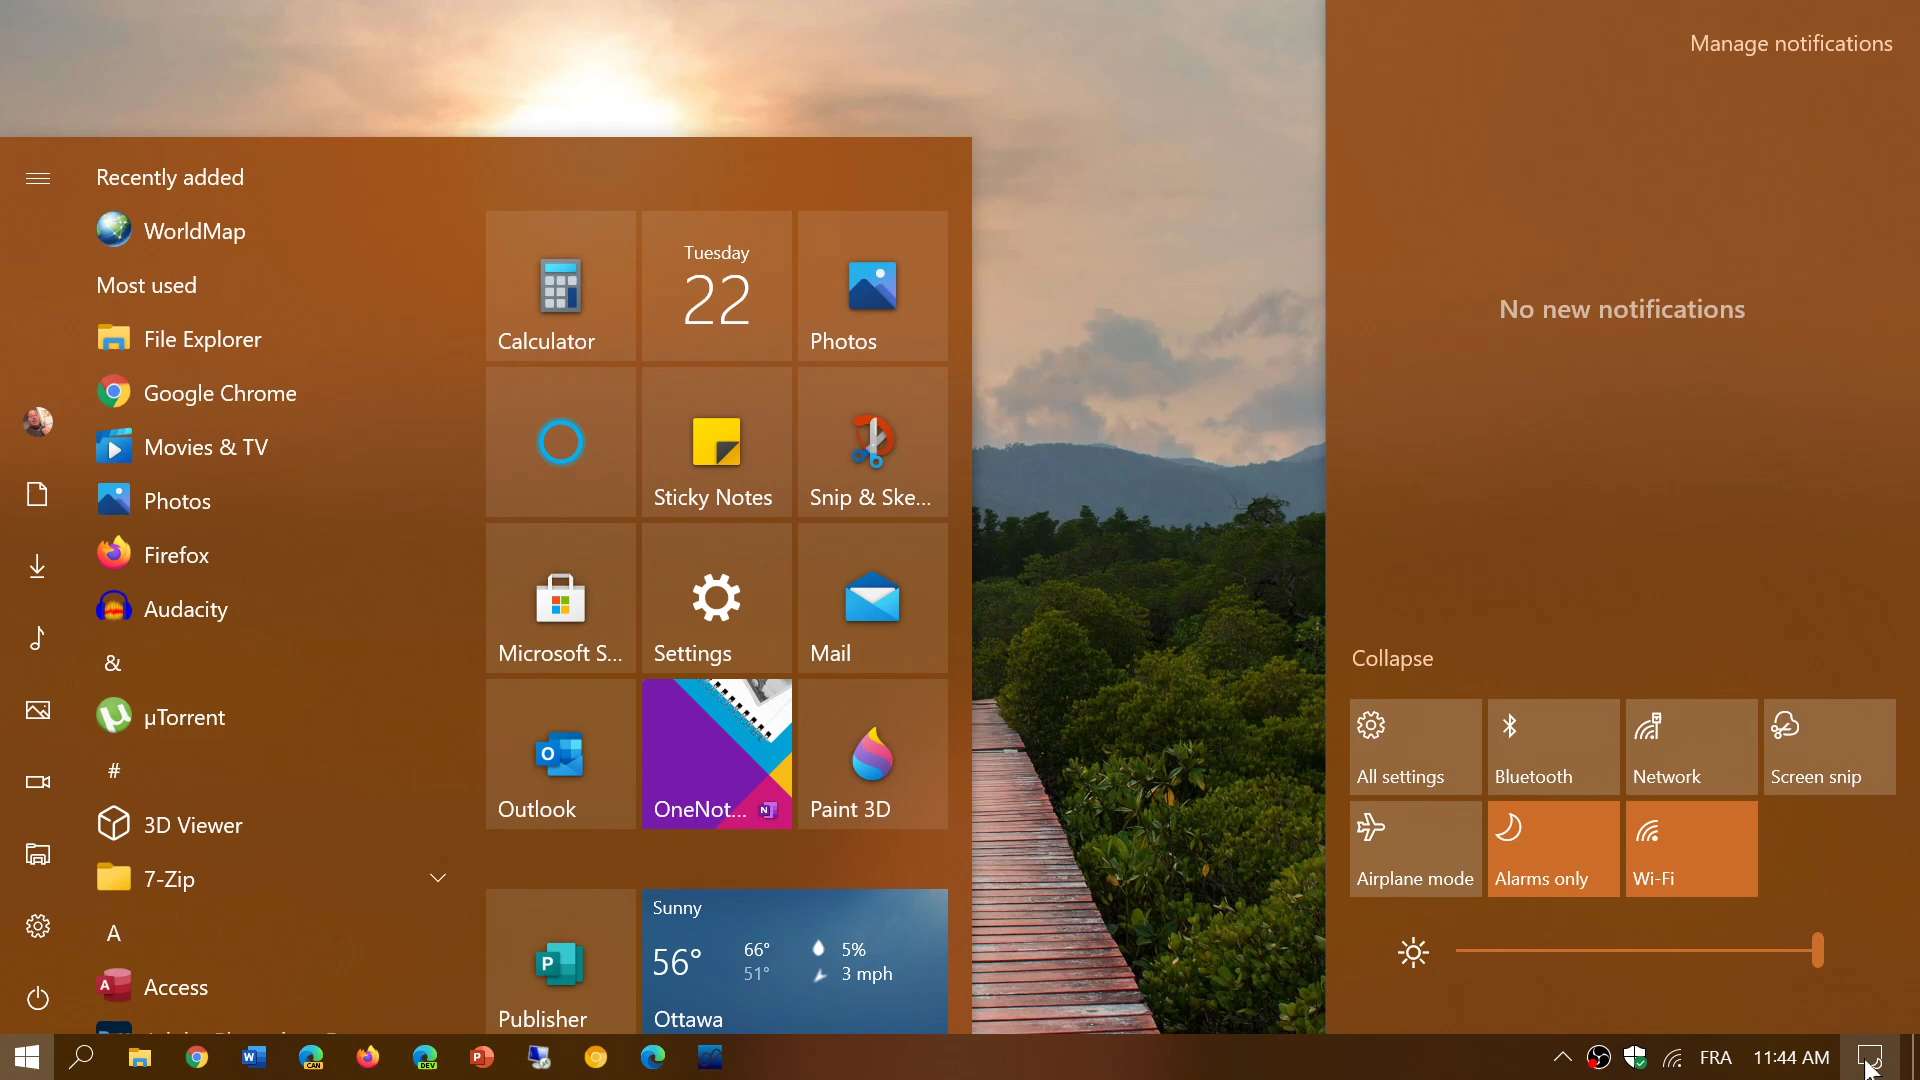 Manage notifications
Recently added
WorldMap
Most used
File Explorer
Google Chrome
Movies & TV
Photos
Firefox
Audacity
&
µTorrent
#
3D Viewer
7-Zip
A
Access
Tuesday
22
Calculator
Photos
Sticky Notes
Snip & Ske...
Microsoft S...
Settings
Mail
Outlook
OneNot...
N
Paint 3D
Publisher
Sunny
56° 66° 5%
51° 3 mph
Ottawa
No new notifications
Collapse
All settings
Bluetooth
Network
Screen snip
Airplane mode
Alarms only
Wi-Fi
CAN
DEV
FRA
11:44 AM